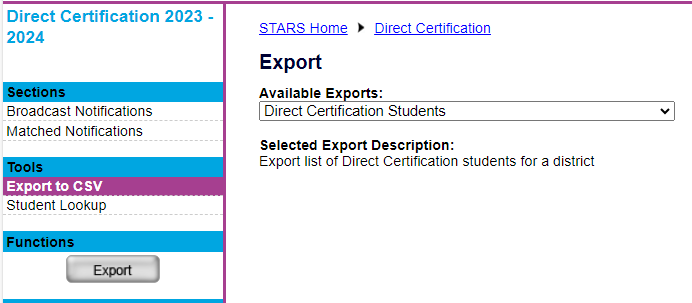 Direct Certification 2023 -
2024
Sections
Broadcast Notifications
Matched Notifications
Tools
Export to CSV
Student Lookup
Functions
Export
STARS Home Direct Certification
Export
Available Exports:
Direct Certification Students
Selected Export Description:
Export list of Direct Certification students for a district